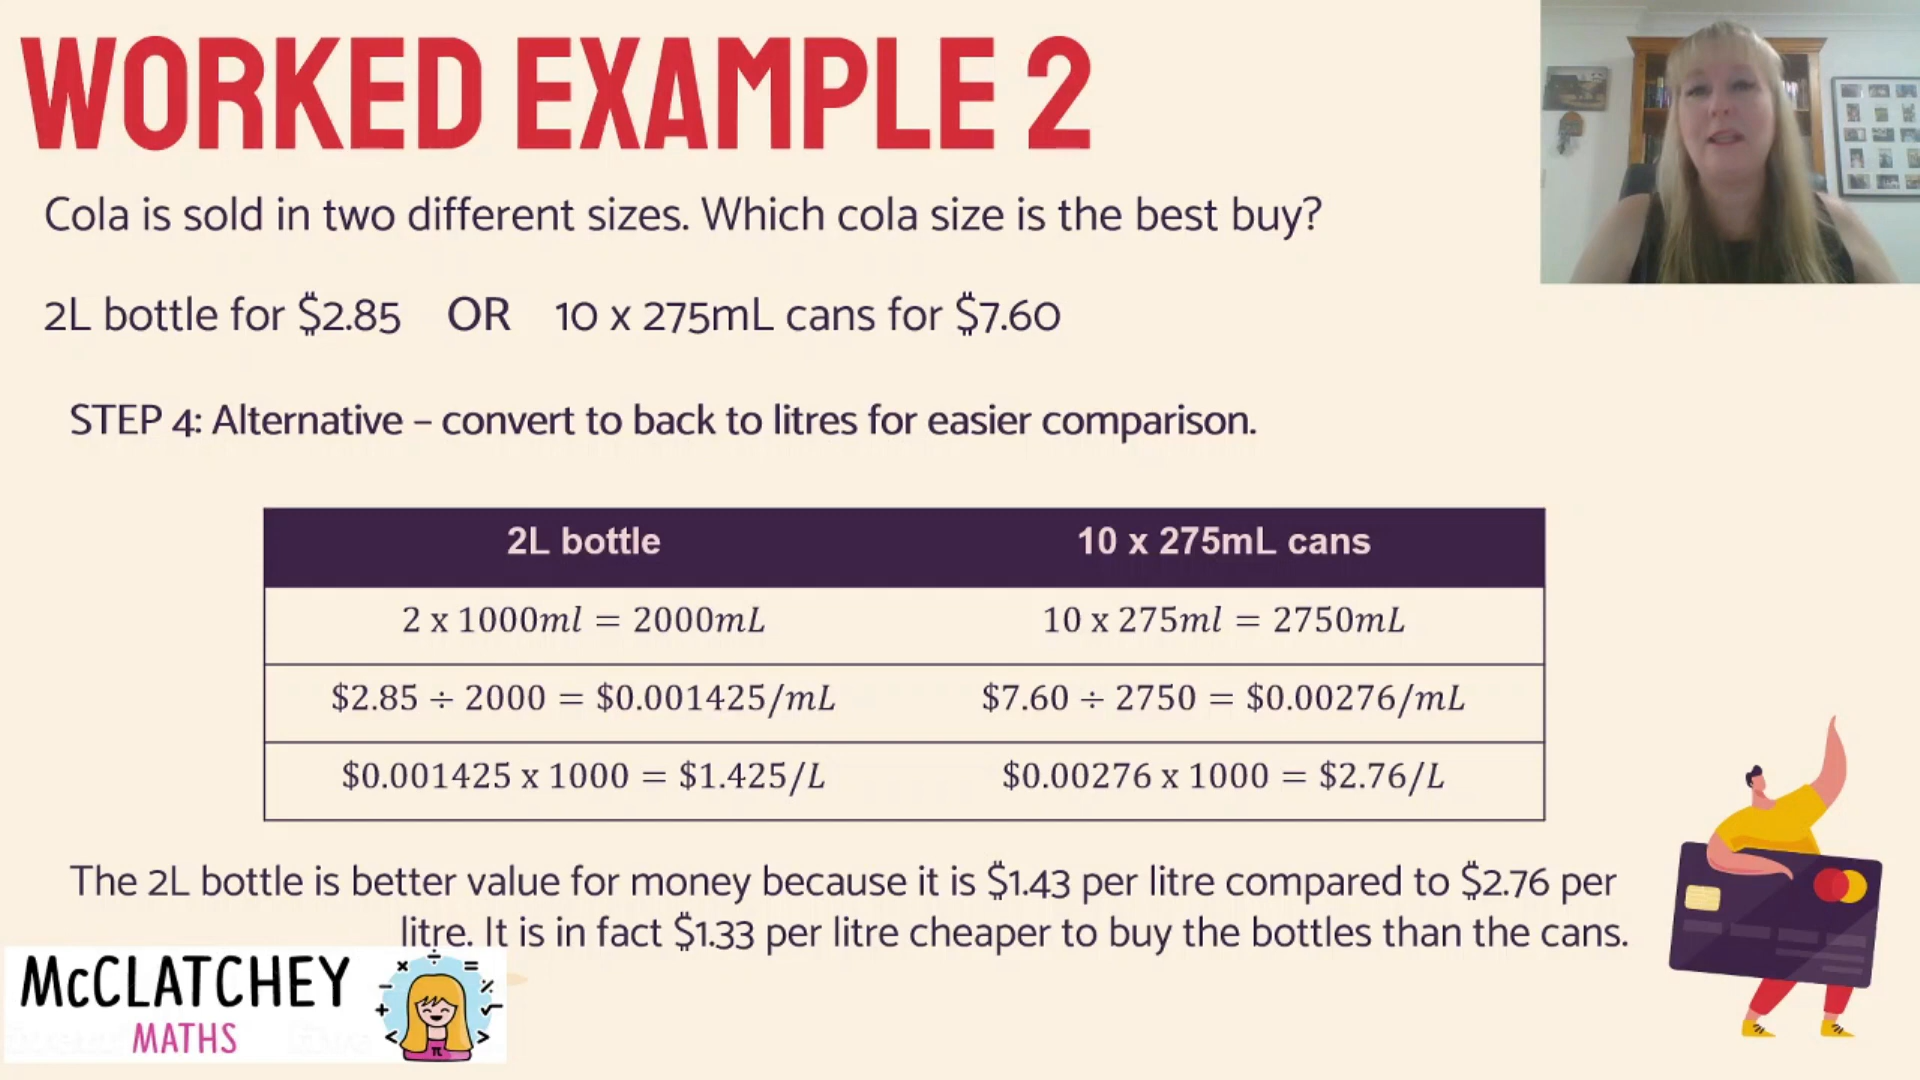 WORKED EXAMPLE 2
Cola is sold in two different sizes. Which cola size is the best buy?
2L bottle for $2.85 OR 10 x 275mL cans for $7.60
STEP 4: Alternative – convert to back to litres for easier comparison.
2L bottle 10 x 275mL cans
2 x 1000ml = 2000mL 10 x 275ml = 2750mL
$2.85 ÷ 2000 = $0.001425/mL $7.60 ÷ 2750 = $0.00276/mL
$0.001425 x 1000 = $1.425/L $0.00276 x 1000 = $2.76/L
The 2L bottle is better value for money because it is $1.43 per litre compared to $2.76 per
litre. It is in fact $1.33 per litre cheaper to buy the bottles than the cans.
McCLATCHEY
MATHS